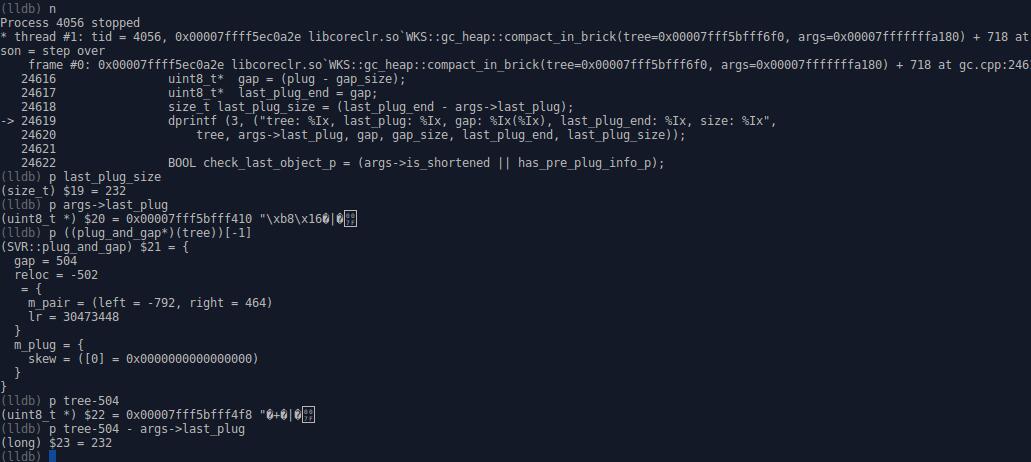 (lldb) n
Process 4056 stopped
* thread #1: tid = 4056, 0x00007ffff5ec0a2e libcoreclr.so`WKS::gc_heap::compact_in_brick(tree=0x00007fff5bfff6f0, args=0x00007fffffffa180) + 718 at
son = step over
    frame #0: 0x00007ffff5ec0a2e libcoreclr.so`WKS::gc_heap::compact_in_brick(tree=0x00007fff5bfff6f0, args=0x00007fffffffa180) + 718 at gc.cpp:246
   24616                uint8_t*  gap = (plug - gap_size);
   24617                uint8_t*  last_plug_end = gap;
   24618                size_t last_plug_size = (last_plug_end - args->last_plug);
-> 24619                dprintf (3, ("tree: %Ix, last_plug: %Ix, gap: %Ix(%Ix), last_plug_end: %Ix, size: %Ix",
   24620                    tree, args->last_plug, gap, gap_size, last_plug_end, last_plug_size));
   24621
   24622                BOOL check_last_object_p = (args->is_shortened || has_pre_plug_info_p);
(lldb) p last_plug_size
(size_t) $19 = 232
(lldb) p args->last_plug
(uint8_t *) $20 = 0x00007fff5bfff410 "\xb8\x16�|�
(lldb) p ((plug_and_gap*)(tree))[-1]
(SVR::plug_and_gap) $21 = {
  gap = 504
  reloc = -502
   = {
    m_pair = (left = -792, right = 464)
    lr = 30473448
  }
  m_plug = {
    skew = ([0] = 0x0000000000000000)
  }
}
(lldb) p tree-504
(uint8_t *) $22 = 0x00007fff5bfff4f8 "�+�|�
(lldb) p tree-504 - args->last_plug
(long) $23 = 232
(lldb)